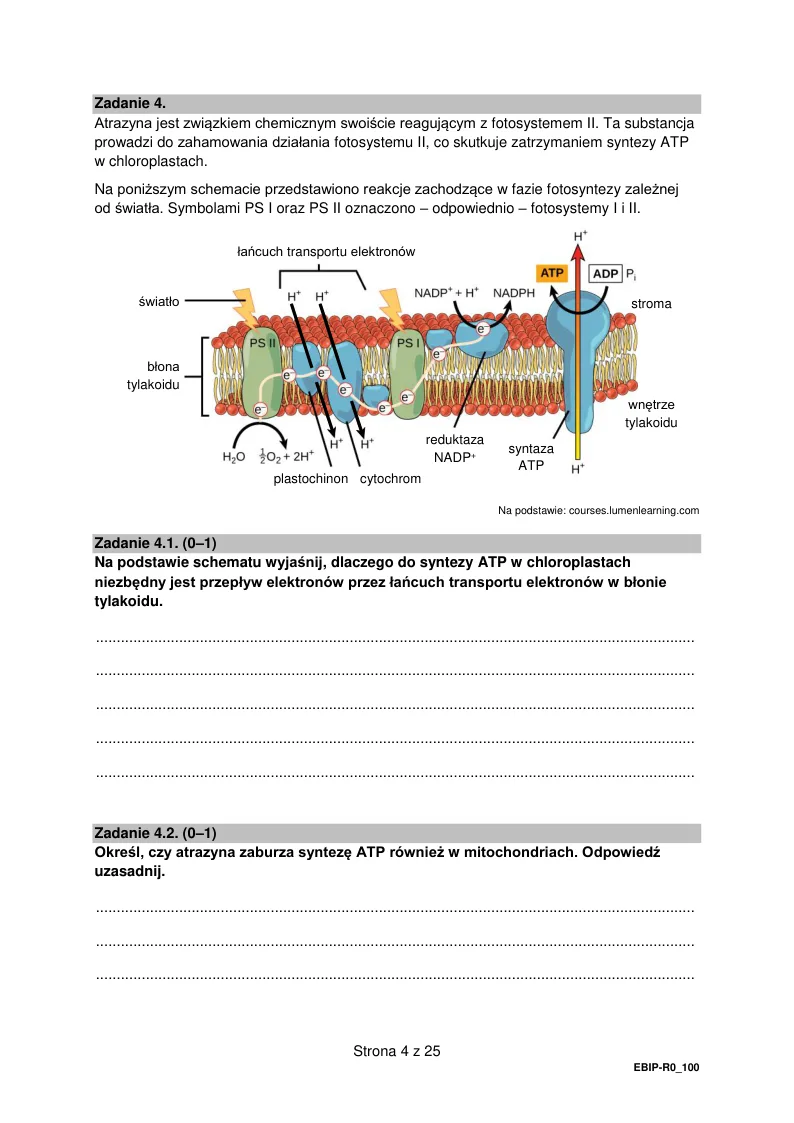 Zadanie 4.
Atrazyna jest związkiem chemicznym swoiście reagującym z fotosystemem II. Ta substancja
prowadzi do zahamowania działania fotosystemu II, co skutkuje zatrzymaniem syntezy ATP
w chloroplastach.
Na poniższym schemacie przedstawiono reakcje zachodzące w fazie fotosyntezy zależnej
od światła. Symbolami PS I oraz PS II oznaczono – odpowiednio – fotosystemy I i II.
H⁺
łańcuch transportu elektronów
ATP ADP Pᵢ
światło
H⁺ H⁺
NADP⁺ + H⁺ NADPH
stroma
PS II
PS I
e⁻
błona
tylakoidu
e⁻
e⁻ e⁻
e⁻
e⁻
e⁻ e⁻
wnętrze
tylakoidu
H₂O ½O₂ + 2H⁺
H⁺ H⁺
reduktaza
NADP⁺
syntaza
ATP
H⁺
plastochinon cytochrom
Na podstawie: courses.lumenlearning.com
Zadanie 4.1. (0–1)
Na podstawie schematu wyjaśnij, dlaczego do syntezy ATP w chloroplastach
niezbędny jest przepływ elektronów przez łańcuch transportu elektronów w błonie
tylakoidu.
Zadanie 4.2. (0–1)
Określ, czy atrazyna zaburza syntezę ATP również w mitochondriach. Odpowiedź
uzasadnij.
Strona 4 z 25
EBIP-R0_100